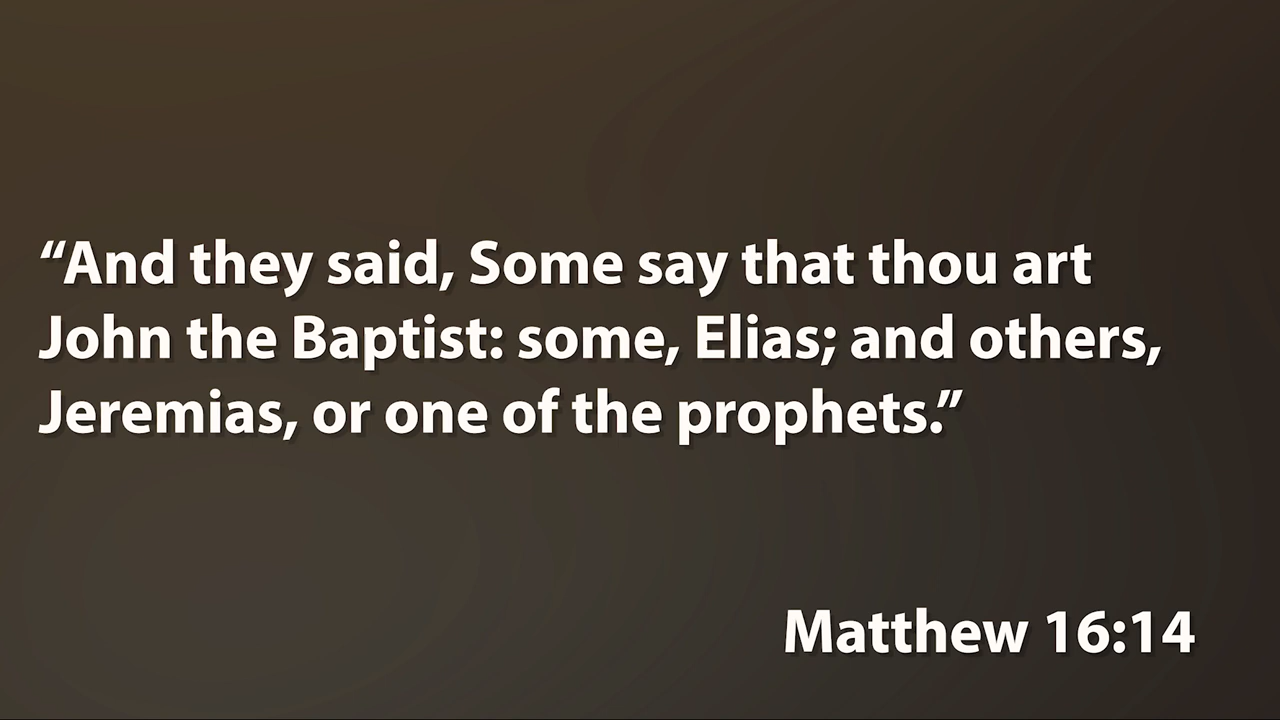 “And they said, Some say that thou art
John the Baptist: some, Elias; and others,
Jeremias, or one of the prophets.”
Matthew 16:14